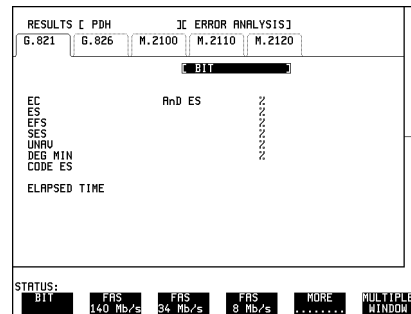 RESULTS [ PDH ][ ERROR ANALYSIS]
G.821 G.826 M.2100 M.2110 M.2120
[ BIT ]
EC AnD ES %
ES %
EFS %
SES %
UNAV %
DEG MIN %
CODE ES
ELAPSED TIME
STATUS:
BIT FAS FAS FAS MORE MULTIPLE
140 Mb/s 34 Mb/s 8 Mb/s ........ WINDOW